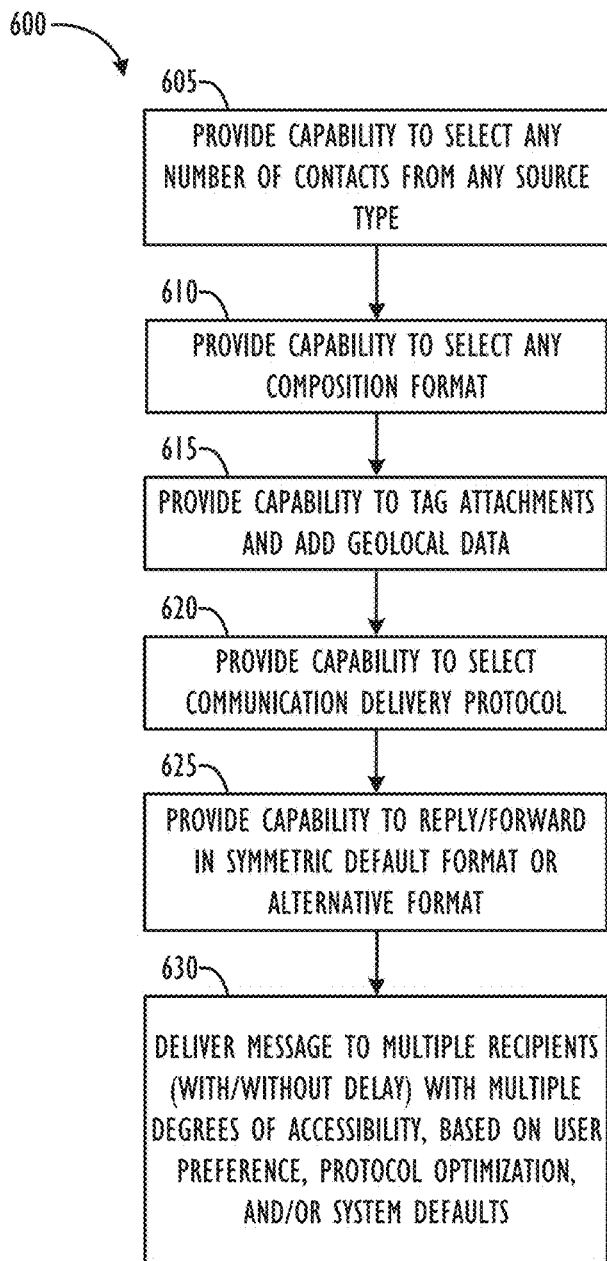 600
605
PROVIDE CAPABILITY TO SELECT ANY
NUMBER OF CONTACTS FROM ANY SOURCE
TYPE
610
PROVIDE CAPABILITY TO SELECT ANY
COMPOSITION FORMAT
615
PROVIDE CAPABILITY TO TAG ATTACHMENTS
AND ADD GEOLOCAL DATA
620
PROVIDE CAPABILITY TO SELECT
COMMUNICATION DELIVERY PROTOCOL
625
PROVIDE CAPABILITY TO REPLY/FORWARD
IN SYMMETRIC DEFAULT FORMAT OR
ALTERNATIVE FORMAT
630
DELIVER MESSAGE TO MULTIPLE RECIPIENTS
(WITH/WITHOUT DELAY) WITH MULTIPLE
DEGREES OF ACCESSIBILITY, BASED ON USER
PREFERENCE, PROTOCOL OPTIMIZATION,
AND/OR SYSTEM DEFAULTS